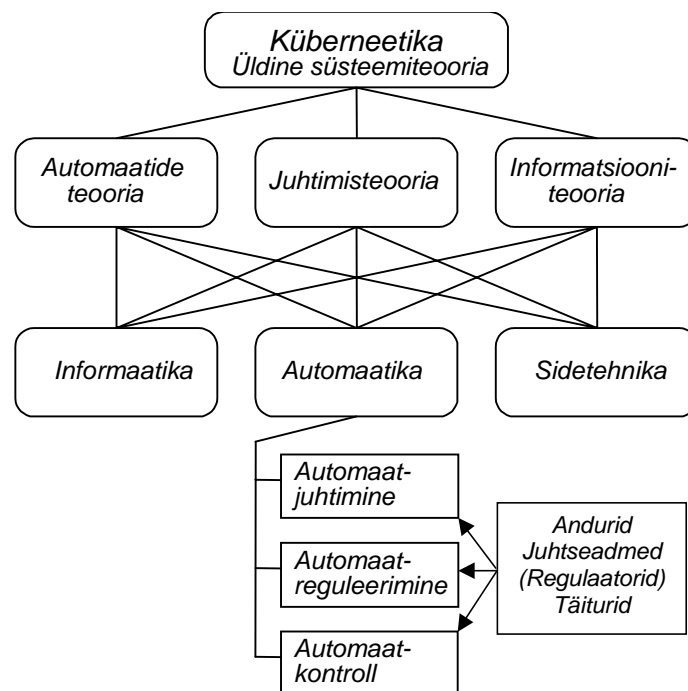 Küberneetika
Üldine süsteemiteooria
Automaatide
teooria
Juhtimisteooria
Informatsiooni-
teooria
Informaatika
Automaatika
Sidetehnika
Automaat-
juhtimine
Automaat-
reguleerimine
Automaat-
kontroll
Andurid
Juhtseadmed
(Regulaatorid)
Täiturid